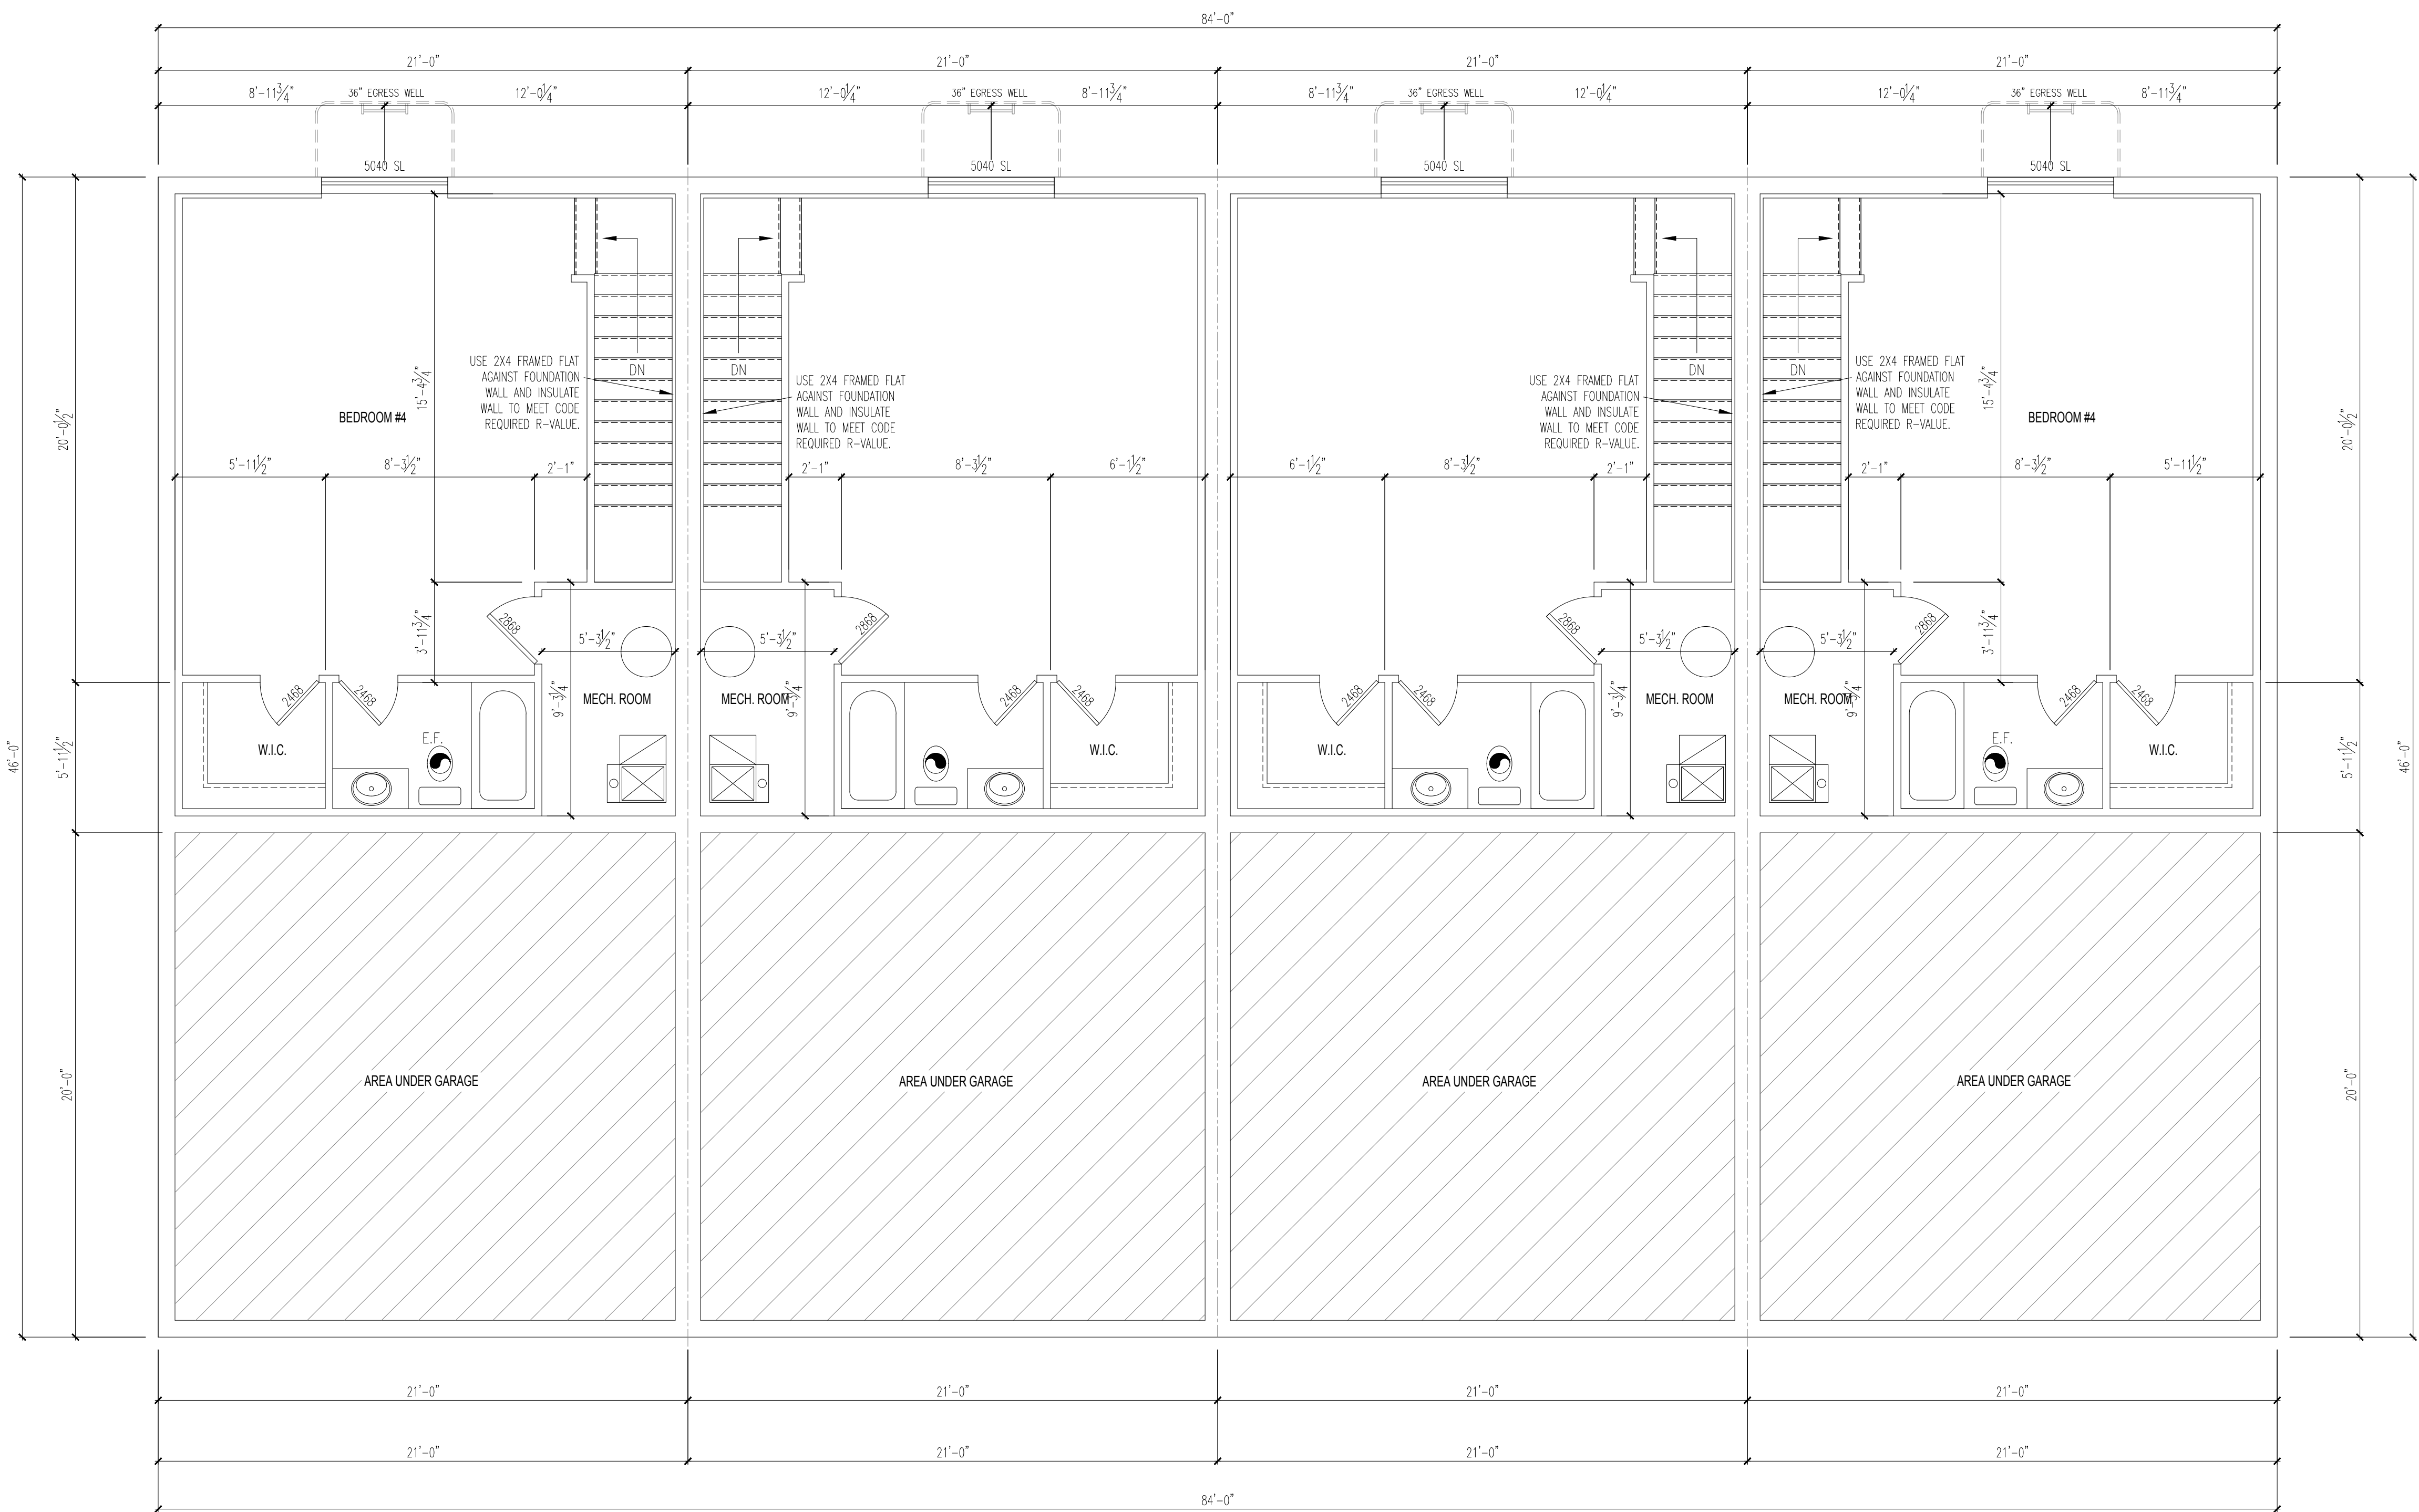 84'-0"
21'-0" 21'-0" 21'-0" 21'-0"
8'-11 3/4" 36" EGRESS WELL 12'-0 1/4" 12'-0 1/4" 36" EGRESS WELL 8'-11 3/4" 8'-11 3/4" 36" EGRESS WELL 12'-0 1/4" 12'-0 1/4" 36" EGRESS WELL 8'-11 3/4"
5040 SL 5040 SL 5040 SL 5040 SL
USE 2X4 FRAMED FLAT
AGAINST FOUNDATION
WALL AND INSULATE
WALL TO MEET CODE
REQUIRED R-VALUE.
DN
DN
USE 2X4 FRAMED FLAT
AGAINST FOUNDATION
WALL AND INSULATE
WALL TO MEET CODE
REQUIRED R-VALUE.
USE 2X4 FRAMED FLAT
AGAINST FOUNDATION
WALL AND INSULATE
WALL TO MEET CODE
REQUIRED R-VALUE.
DN
DN
USE 2X4 FRAMED FLAT
AGAINST FOUNDATION
WALL AND INSULATE
WALL TO MEET CODE
REQUIRED R-VALUE.
15'-4 3/4" 15'-4 3/4"
BEDROOM #4 BEDROOM #4
20'-0 1/2" 20'-0 1/2"
5'-11 1/2" 8'-3 1/2" 2'-1" 2'-1" 8'-3 1/2" 6'-1 1/2" 6'-1 1/2" 8'-3 1/2" 2'-1" 2'-1" 8'-3 1/2" 5'-11 1/2"
2868 2868 2868 2868
3'-11 3/4" 5'-3 1/2" 5'-3 1/2" 5'-3 1/2" 5'-3 1/2" 3'-11 3/4"
2468 2468 2468 2468 2468 2468 2468 2468
9'-3 3/4" MECH. ROOM MECH. ROOM 9'-3 3/4" 9'-3 3/4" MECH. ROOM MECH. ROOM 9'-3 3/4"
E.F. E.F.
W.I.C. W.I.C. W.I.C. W.I.C.
46'-0" 5'-11 1/2" 5'-11 1/2" 46'-0"
20'-0" AREA UNDER GARAGE AREA UNDER GARAGE AREA UNDER GARAGE AREA UNDER GARAGE 20'-0"
21'-0" 21'-0" 21'-0" 21'-0"
21'-0" 21'-0" 21'-0" 21'-0"
84'-0"